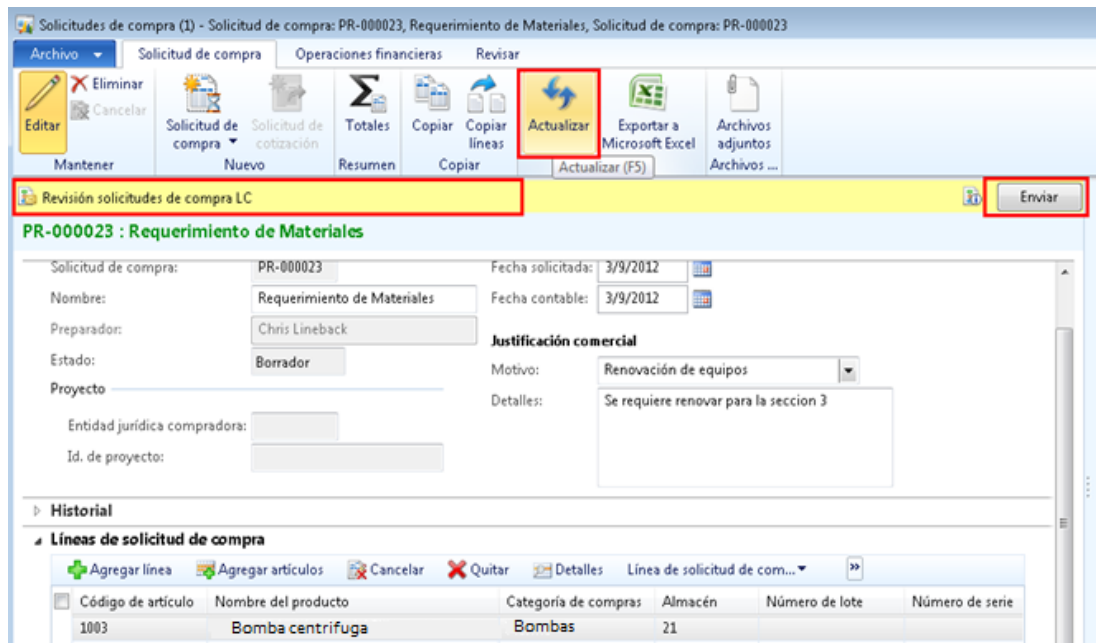 Solicitudes de compra (1) - Solicitud de compra: PR-000023, Requerimiento de Materiales, Solicitud de compra: PR-000023
Archivo Solicitud de compra Operaciones financieras Revisar
Editar
Eliminar
Cancelar
Mantener
Solicitud de compra
Solicitud de cotización
Nuevo
Totales
Resumen
Copiar
Copiar líneas
Copiar
Actualizar
Exportar a Microsoft Excel
Actualizar (F5)
Archivos adjuntos
Archivos ...
Revisión solicitudes de compra LC
Enviar
PR-000023 : Requerimiento de Materiales
Solicitud de compra: PR-000023
Nombre: Requerimiento de Materiales
Preparador: Chris Lineback
Estado: Borrador
Proyecto
Entidad jurídica compradora:
Id. de proyecto:
Fecha solicitada: 3/9/2012
Fecha contable: 3/9/2012
Justificación comercial
Motivo: Renovación de equipos
Detalles: Se requiere renovar para la seccion 3
Historial
Líneas de solicitud de compra
Agregar línea Agregar artículos Cancelar Quitar Detalles Línea de solicitud de com... »
Código de artículo Nombre del producto Categoría de compras Almacén Número de lote Número de serie
1003 Bomba centrifuga Bombas 21